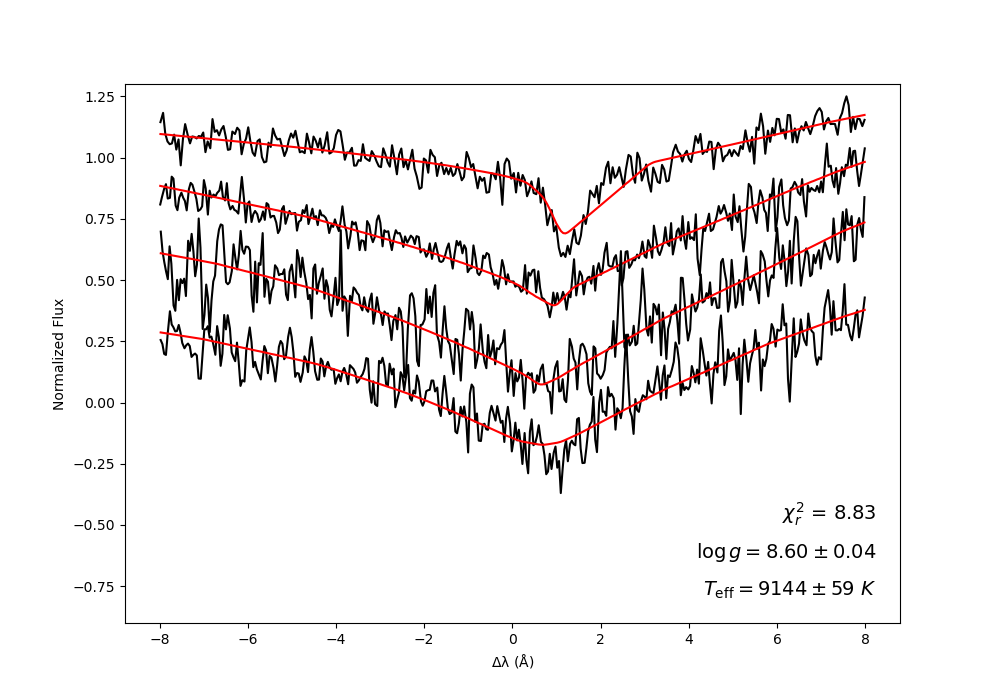 1.25
1.00
0.75
0.50
0.25
0.00
−0.25
−0.50
−0.75
Normalized Flux
χ²ᵣ = 8.83
log g = 8.60 ± 0.04
T_eff = 9144 ± 59 K
−8 −6 −4 −2 0 2 4 6 8
Δλ (Å)